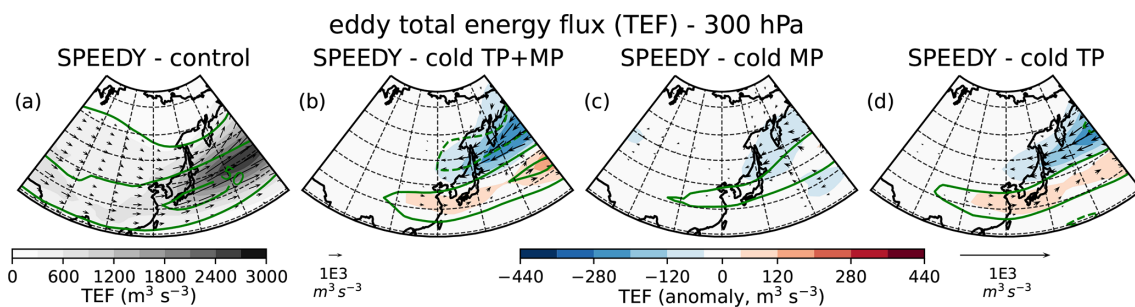 eddy total energy flux (TEF) - 300 hPa
SPEEDY - control SPEEDY - cold TP+MP SPEEDY - cold MP SPEEDY - cold TP
(a) (b) (c) (d)
0 600 1200 1800 2400 3000
TEF (m³ s⁻³)
1E3
m³ s⁻³
−440 −280 −120 0 120 280 440
TEF (anomaly, m³ s⁻³)
1E3
m³ s⁻³